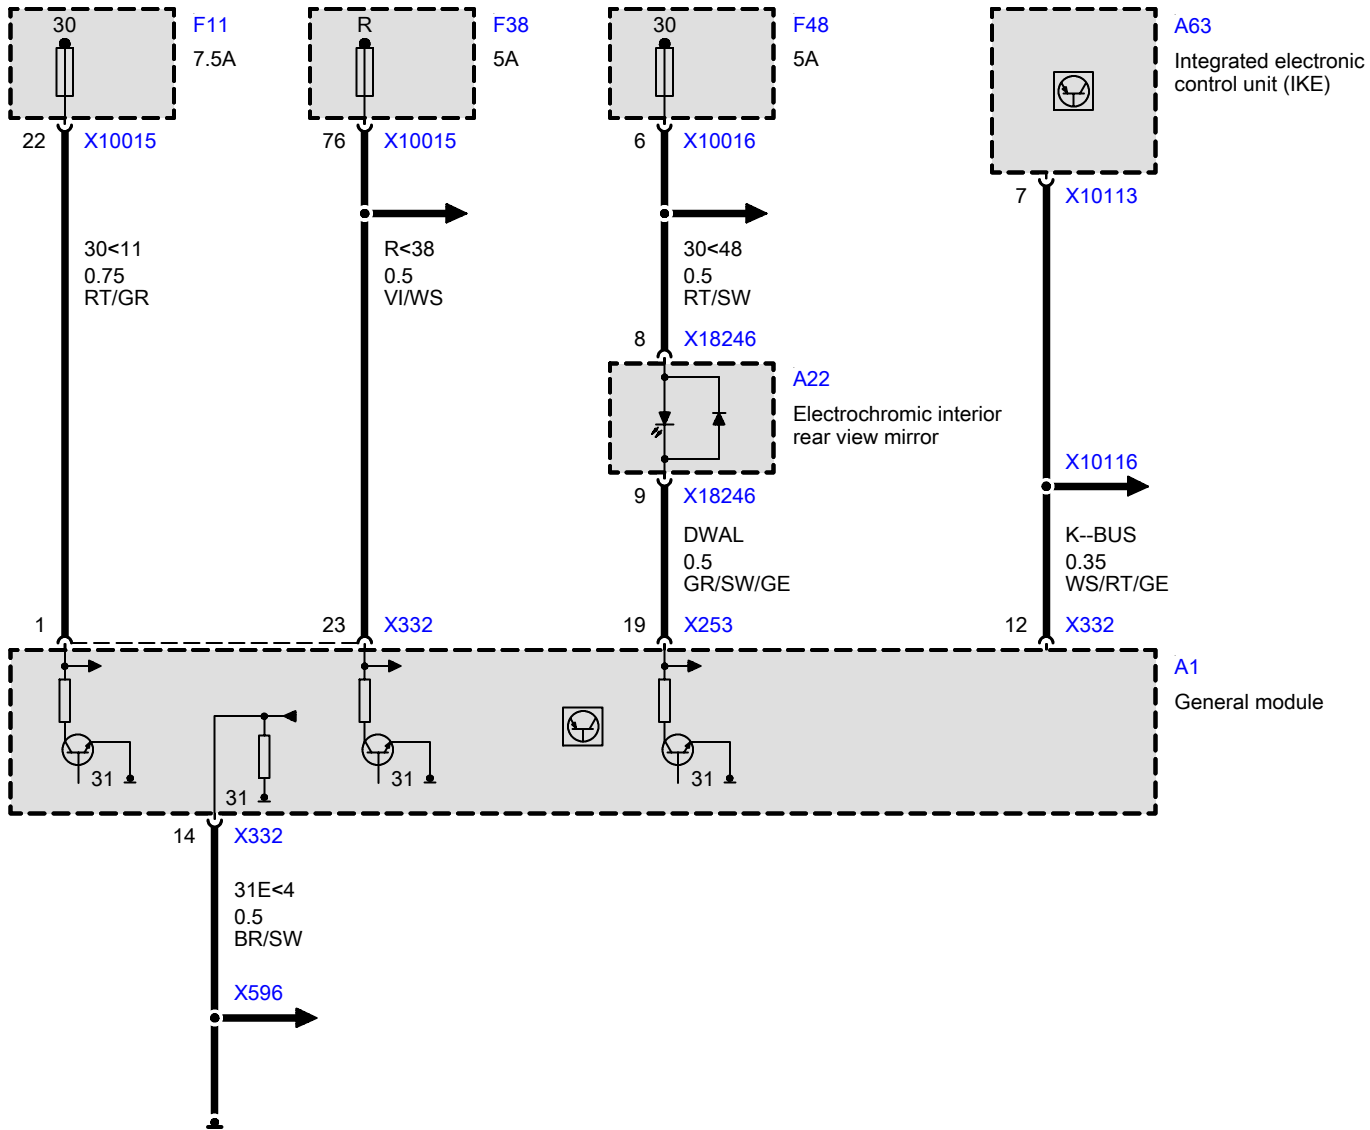 30
F11
7.5A
R
F38
5A
30
F48
5A
A63
Integrated electronic
control unit (IKE)
22
X10015
76
X10015
6
X10016
7
X10113
30<11
0.75
RT/GR
R<38
0.5
VI/WS
30<48
0.5
RT/SW
8
X18246
A22
Electrochromic interior
rear view mirror
X10116
9
X18246
DWAL
0.5
GR/SW/GE
K--BUS
0.35
WS/RT/GE
1
23
X332
19
X253
12
X332
A1
General module
31
31
31
31
14
X332
31E<4
0.5
BR/SW
X596